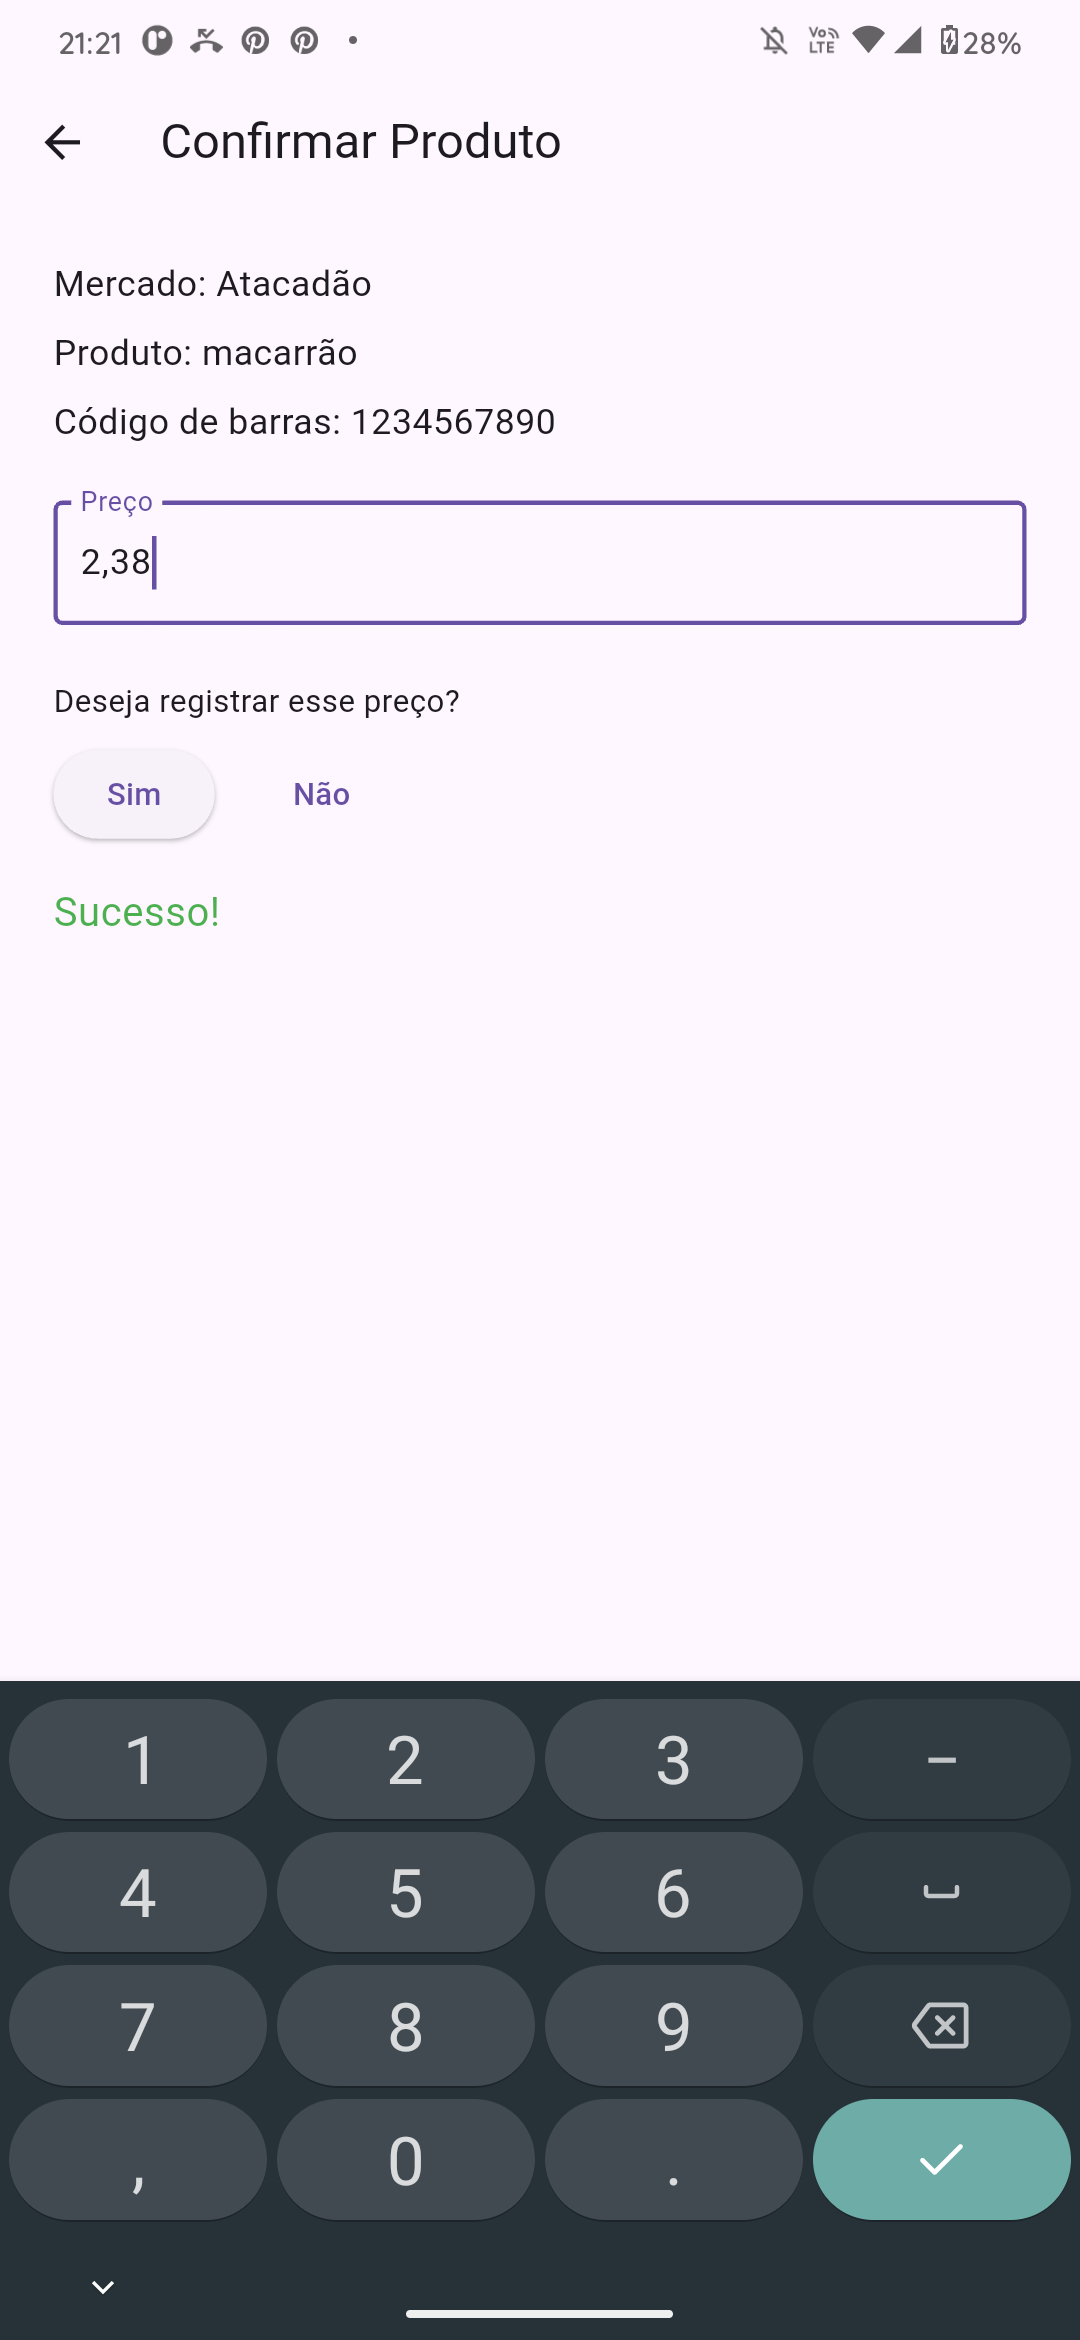 21:21 Vo LTE 28%
Confirmar Produto
Mercado: Atacadão
Produto: macarrão
Código de barras: 1234567890
Preço
2,38
Deseja registrar esse preço?
Sim Não
Sucesso!
1 2 3 –
4 5 6
7 8 9
, 0 .